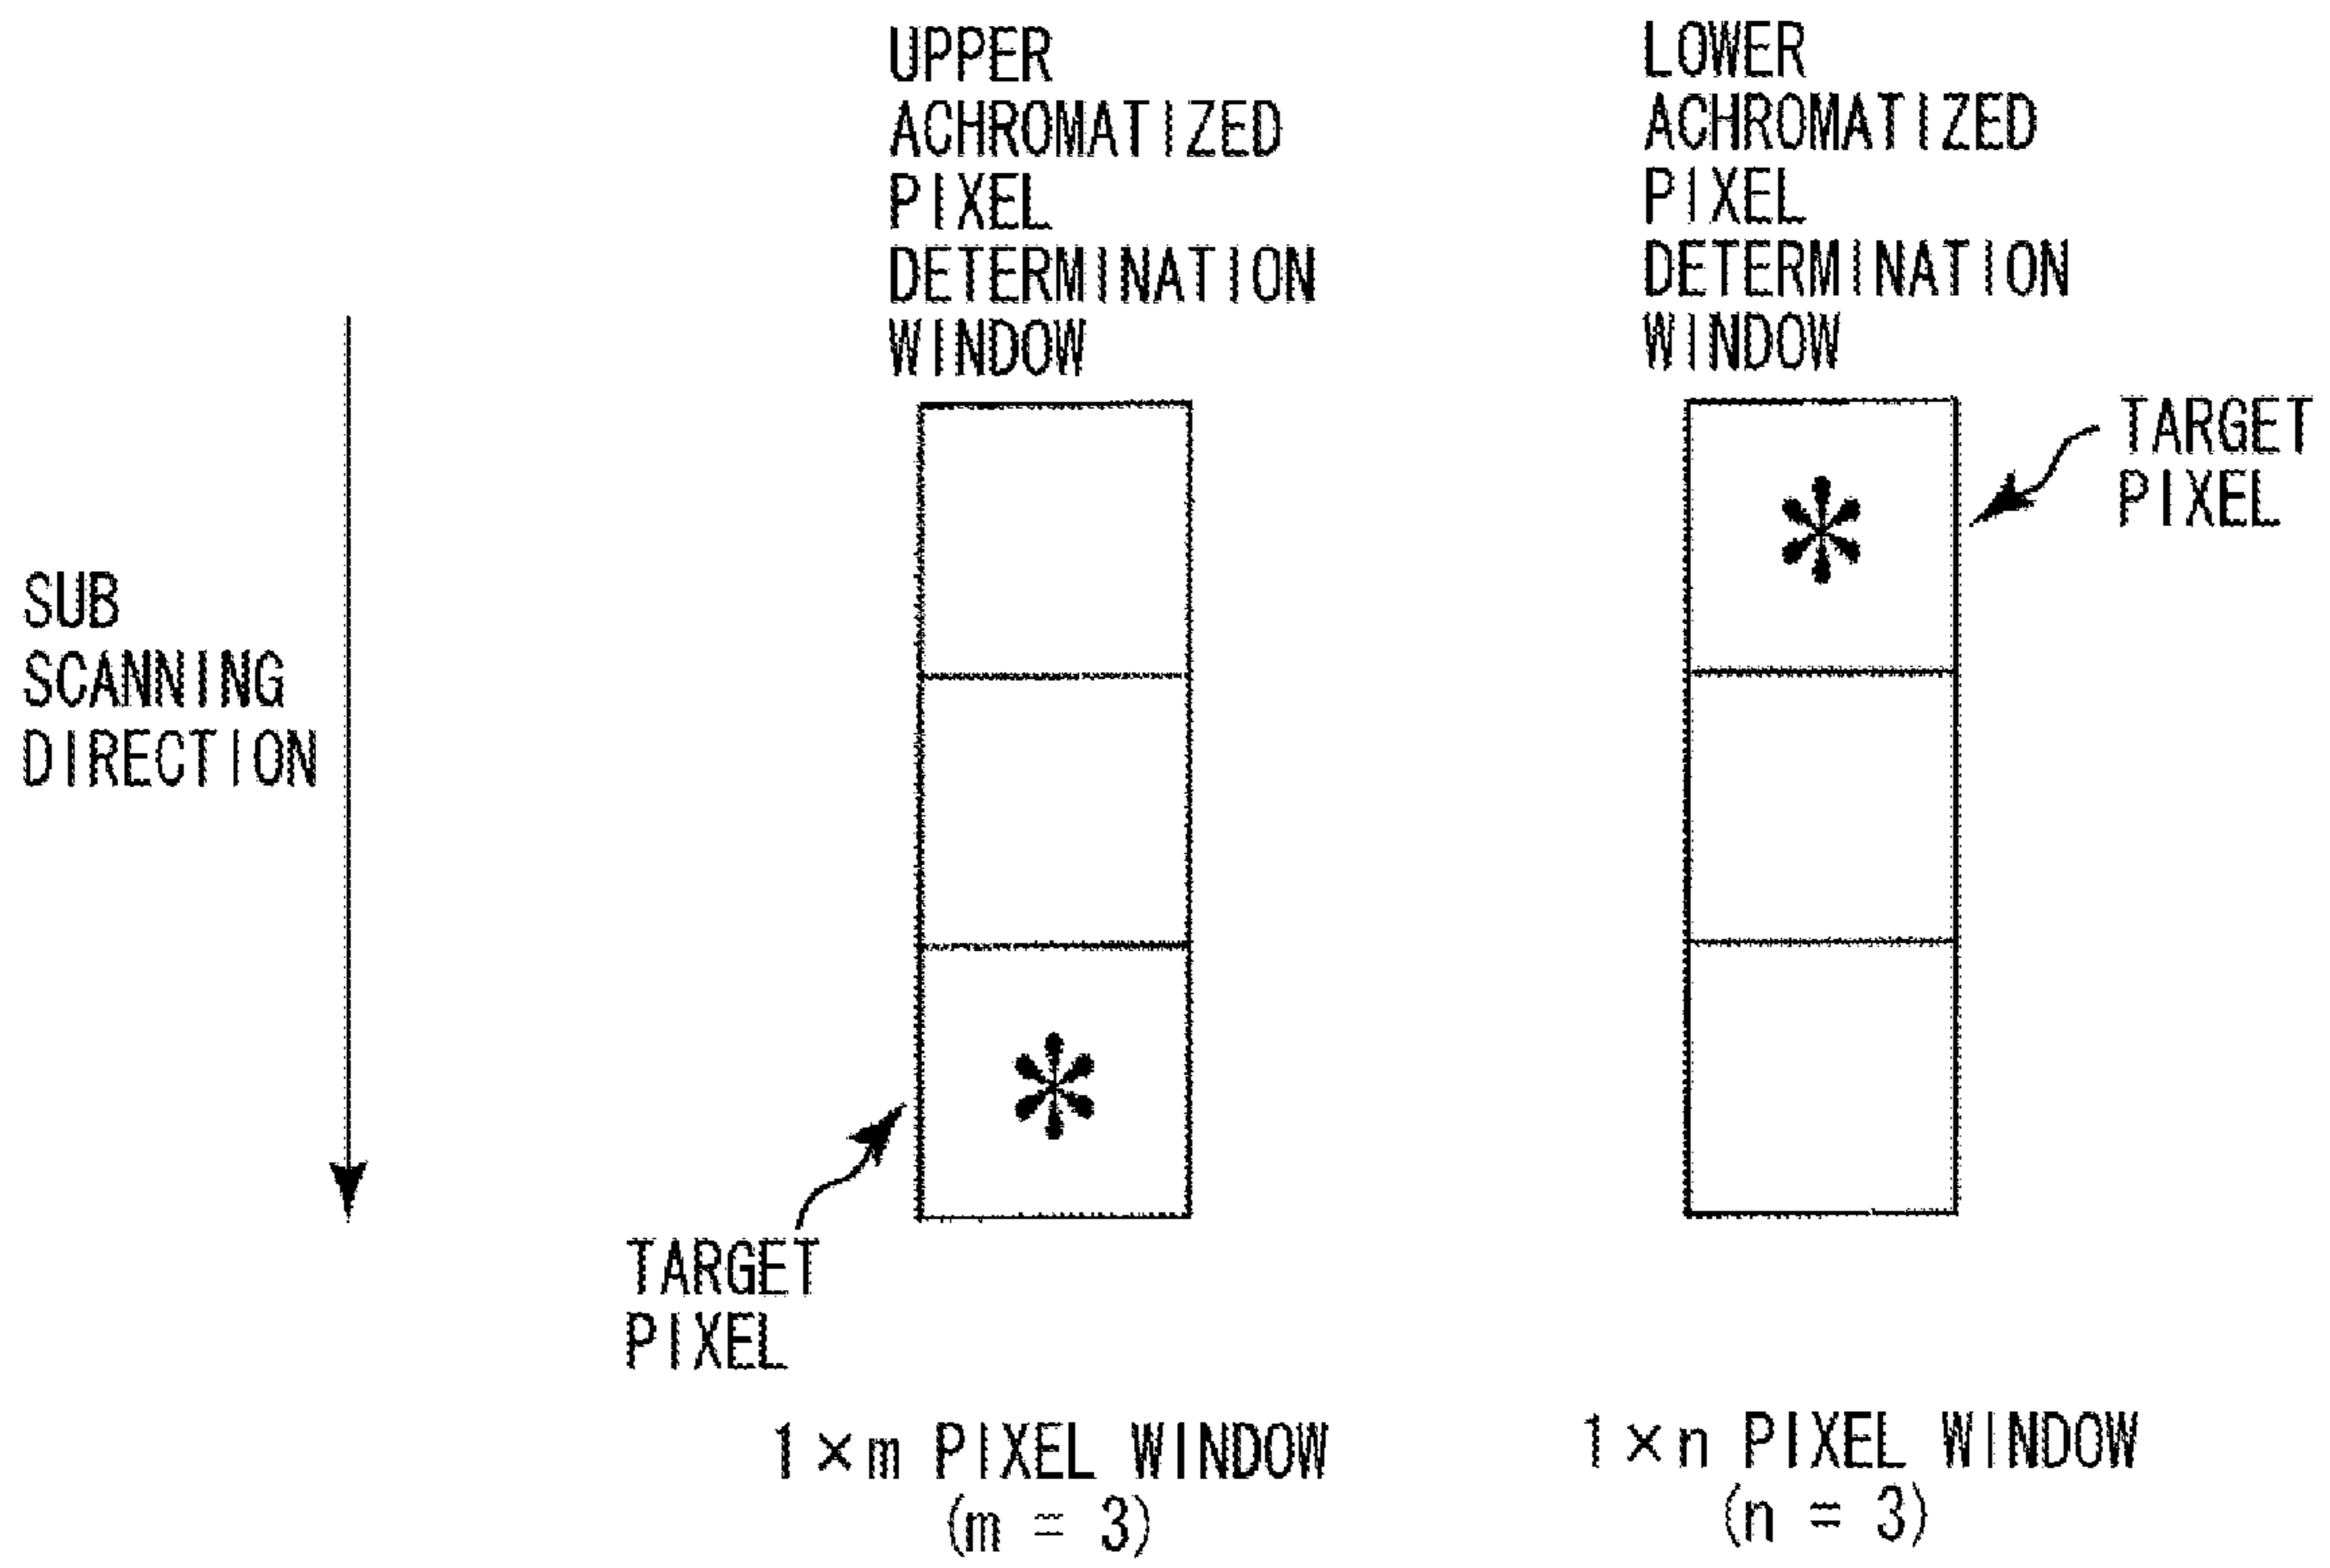 UPPER
ACHROMATIZED
PIXEL
DETERMINATION
WINDOW
LOWER
ACHROMATIZED
PIXEL
DETERMINATION
WINDOW
TARGET
PIXEL
*
SUB
SCANNING
DIRECTION
*
TARGET
PIXEL
1×m PIXEL WINDOW
(m = 3)
1×n PIXEL WINDOW
(n = 3)